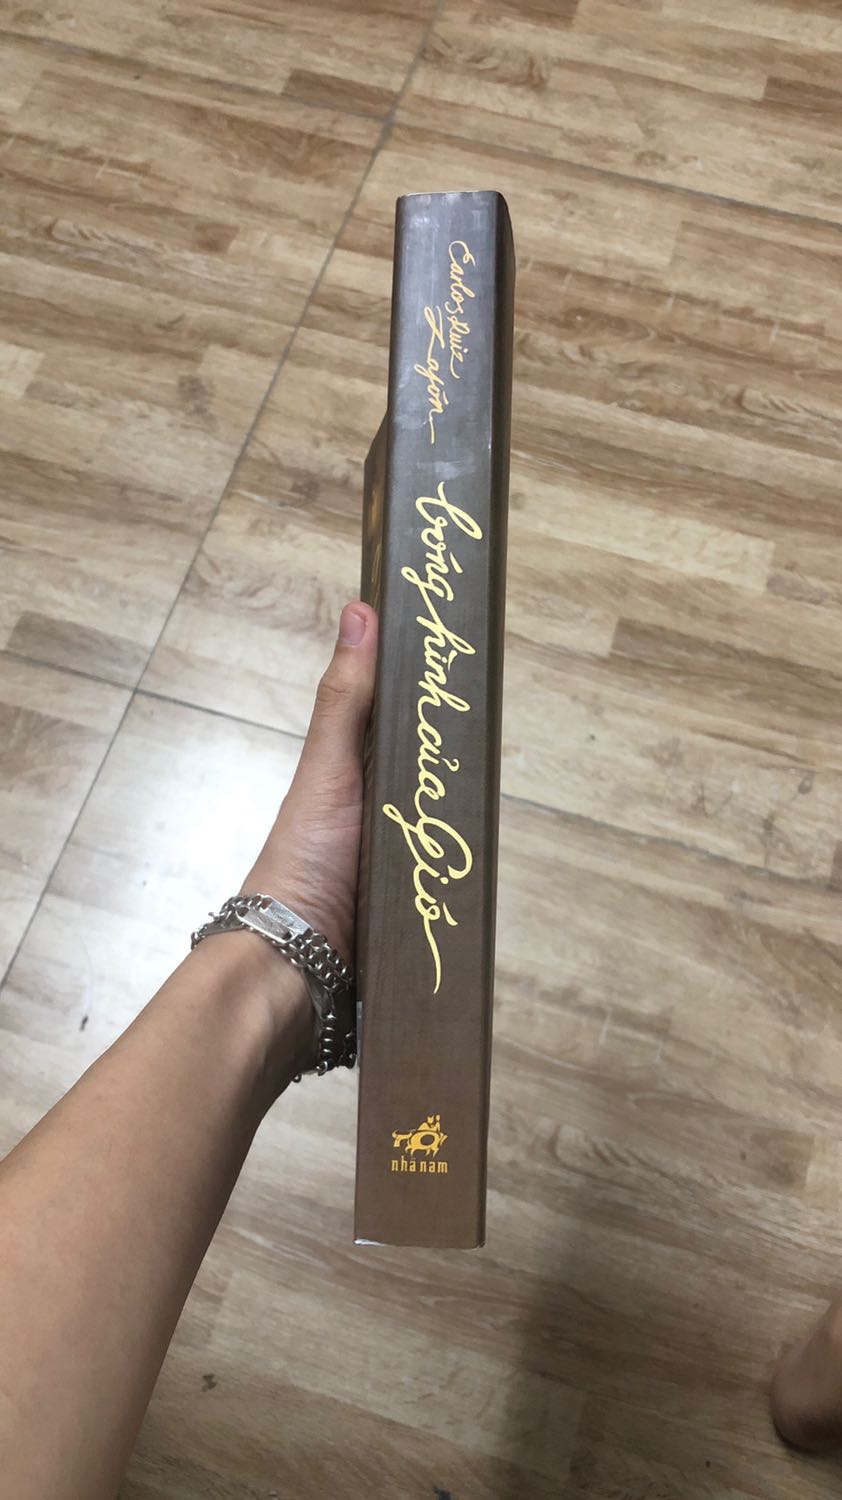 Carlos Ruiz
Zafón
bóng hình của Gió
nhã nam